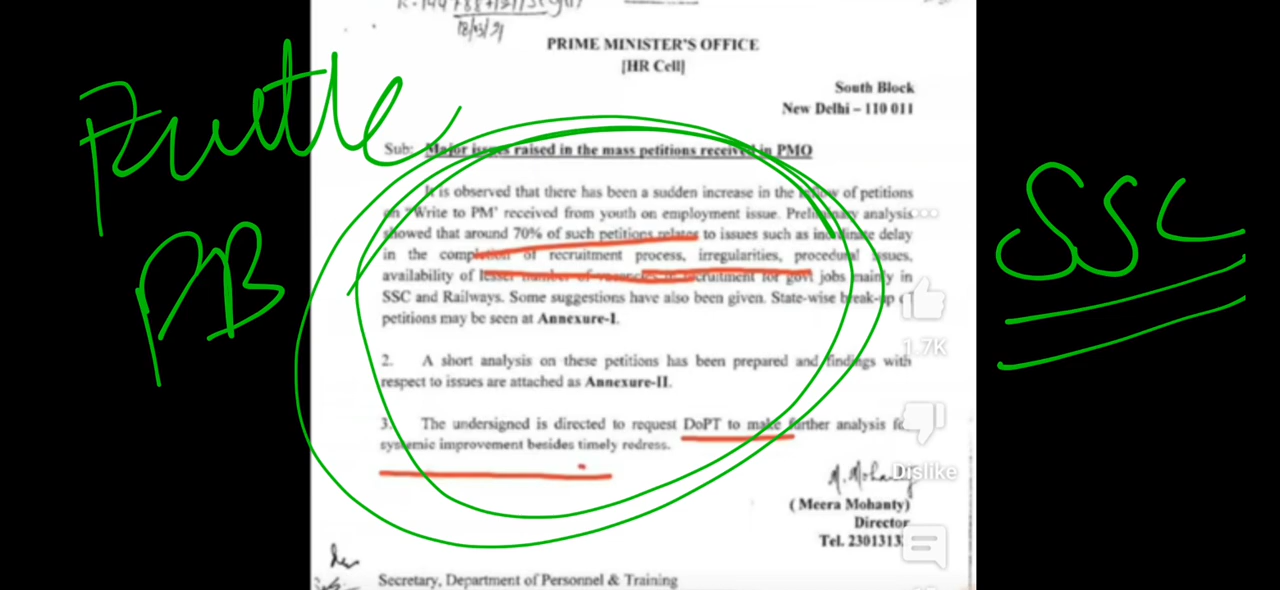 PRIME MINISTER'S OFFICE
[HR Cell]
South Block
New Delhi – 110 011
Sub: Major issues raised in the mass petitions received in PMO
It is observed that there has been a sudden increase in the inflow of petitions
on "Write to PM' received from youth on employment issue. Preliminary analysis
showed that around 70% of such petitions relates to issues such as inordinate delay
in the completion of recruitment process, irregularities, procedural issues,
availability of lesser number of vacancies in recruitment for govt jobs mainly in
SSC and Railways. Some suggestions have also been given. State-wise break-up of
petitions may be seen at Annexure-I.
2. A short analysis on these petitions has been prepared and findings with
respect to issues are attached as Annexure-II.
3. The undersigned is directed to request DoPT to make further analysis for
systemic improvement besides timely redress.
M. Mohanty
(Meera Mohanty)
Director
Tel. 2301313
Secretary, Department of Personnel & Training
PB
SSC
1.7K
Dislike